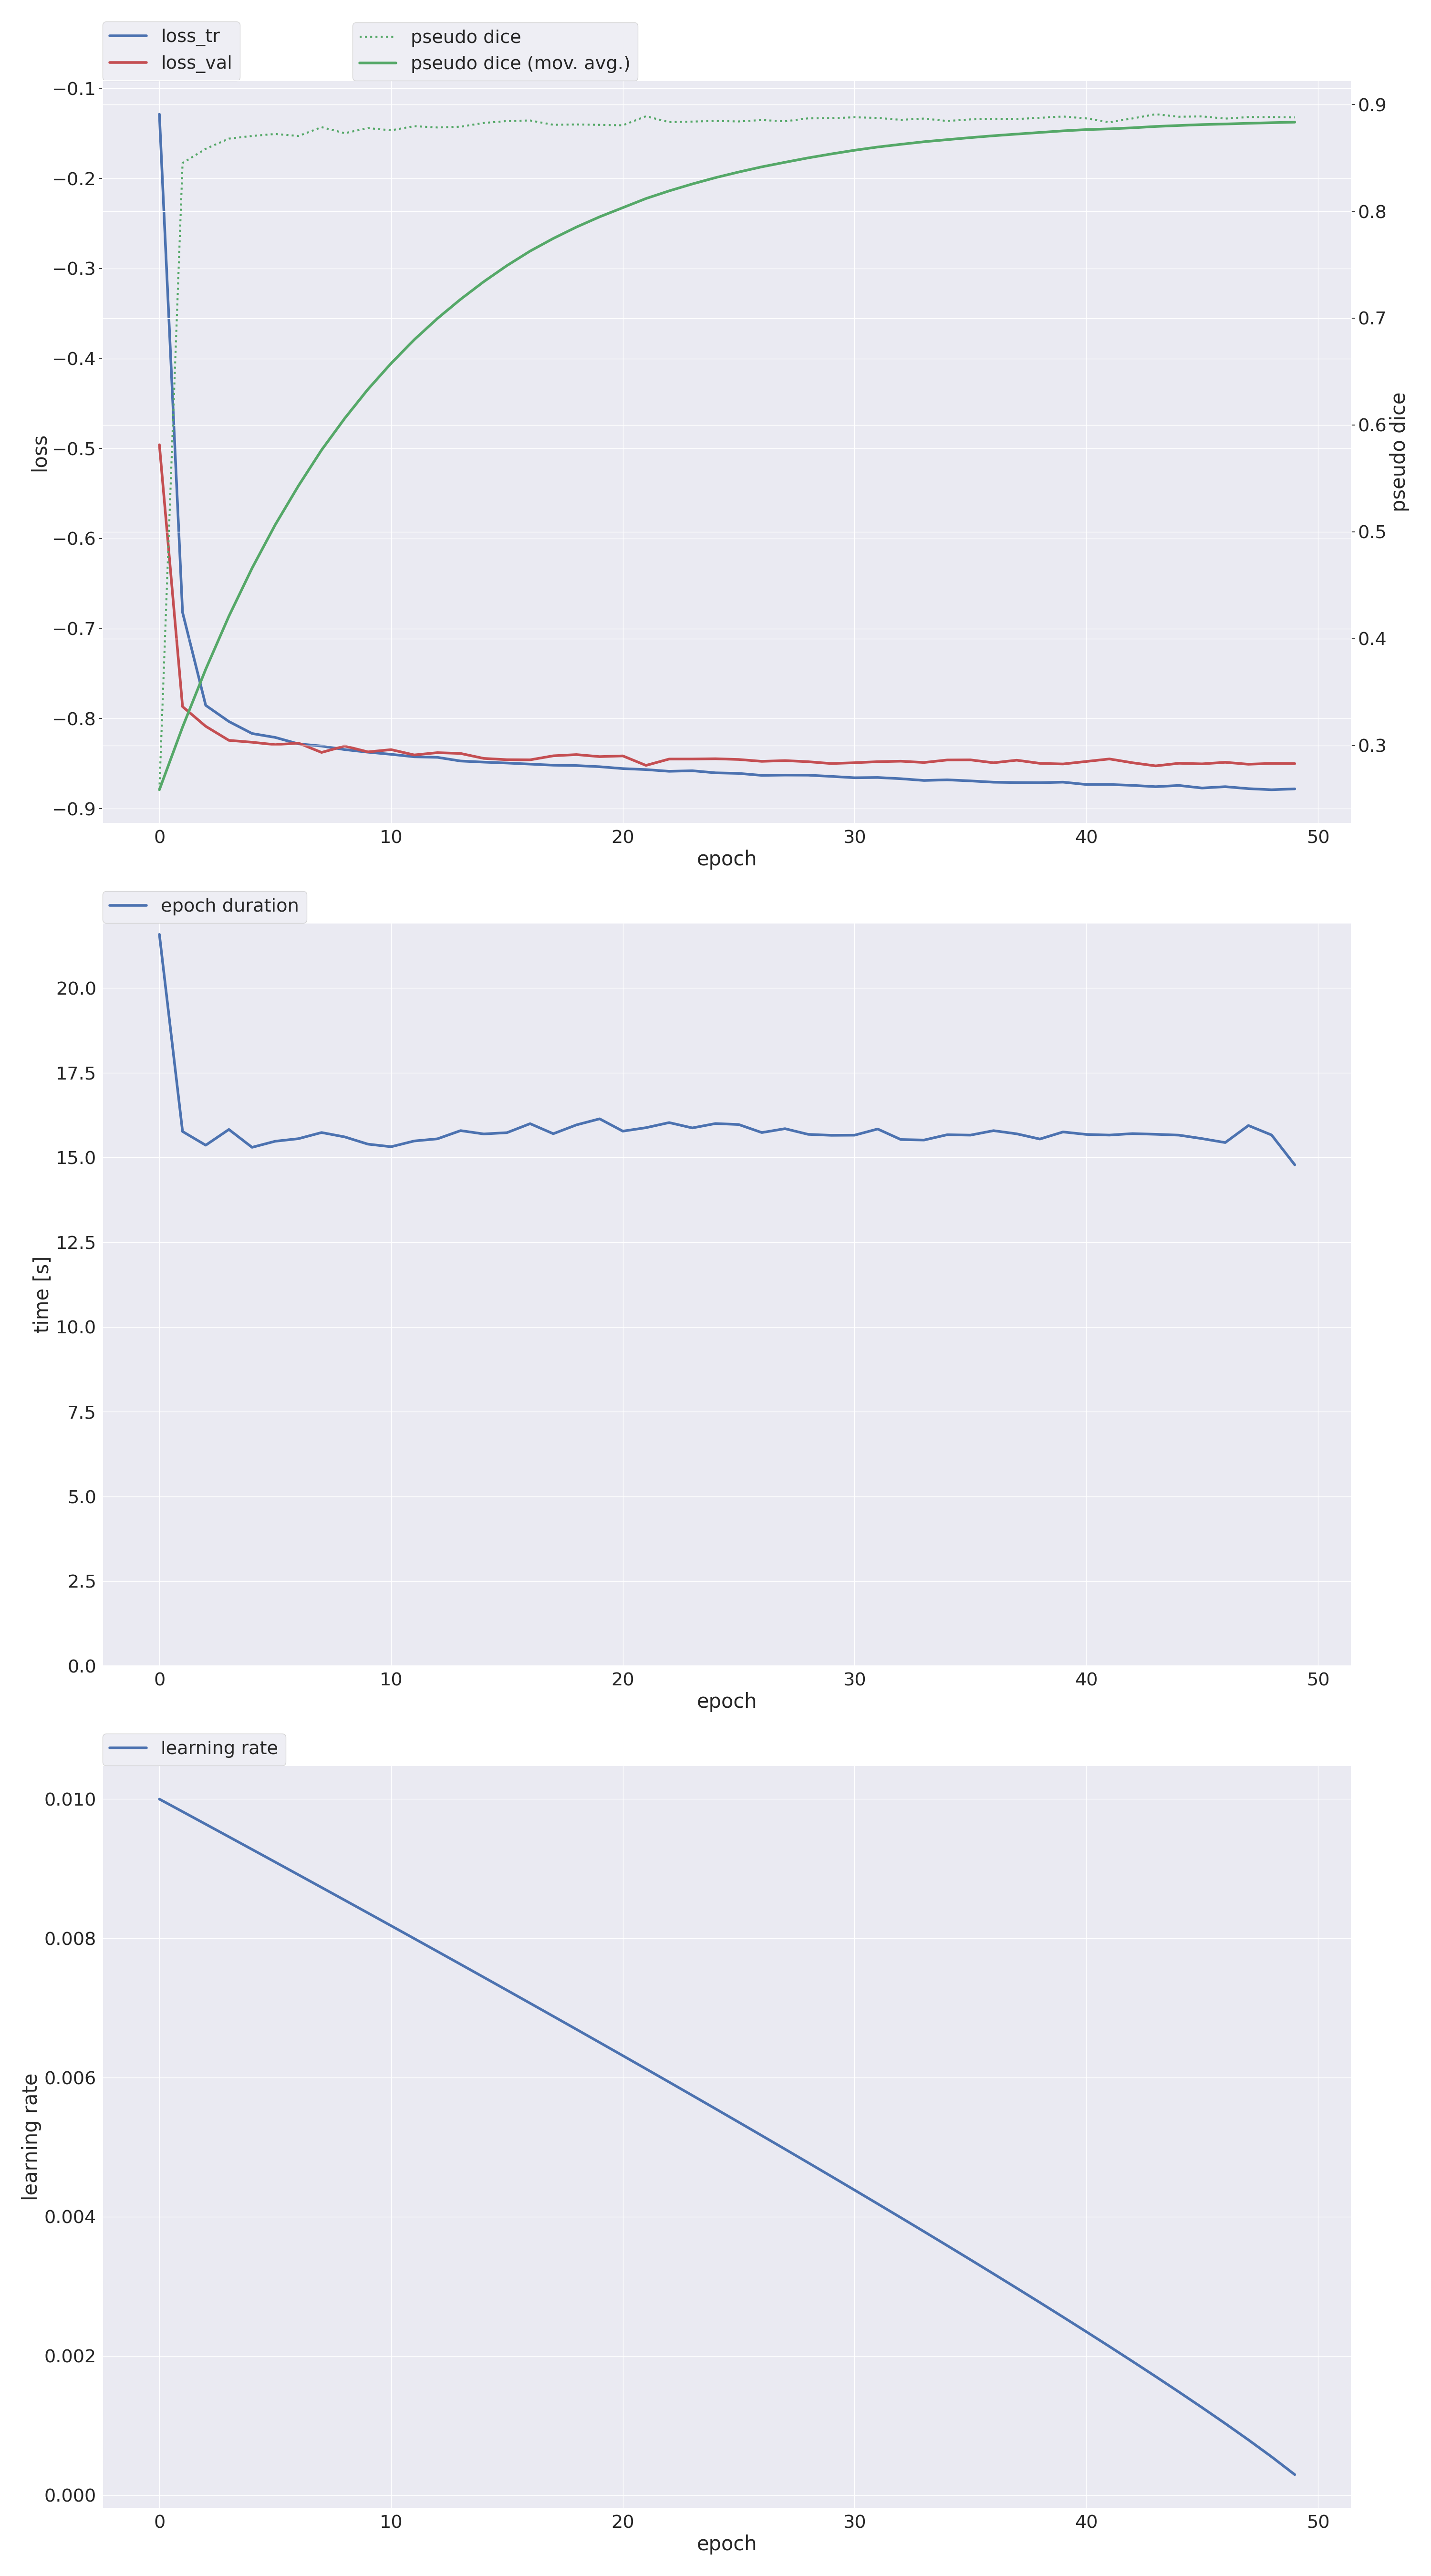 loss_tr
loss_val
pseudo dice
pseudo dice (mov. avg.)
−0.1
−0.2
−0.3
−0.4
−0.5
−0.6
−0.7
−0.8
−0.9
loss
0.9
0.8
0.7
0.6
0.5
0.4
0.3
pseudo dice
0 10 20 30 40 50
epoch
epoch duration
20.0
17.5
15.0
12.5
10.0
7.5
5.0
2.5
0.0
time [s]
0 10 20 30 40 50
epoch
learning rate
0.010
0.008
0.006
0.004
0.002
0.000
learning rate
0 10 20 30 40 50
epoch